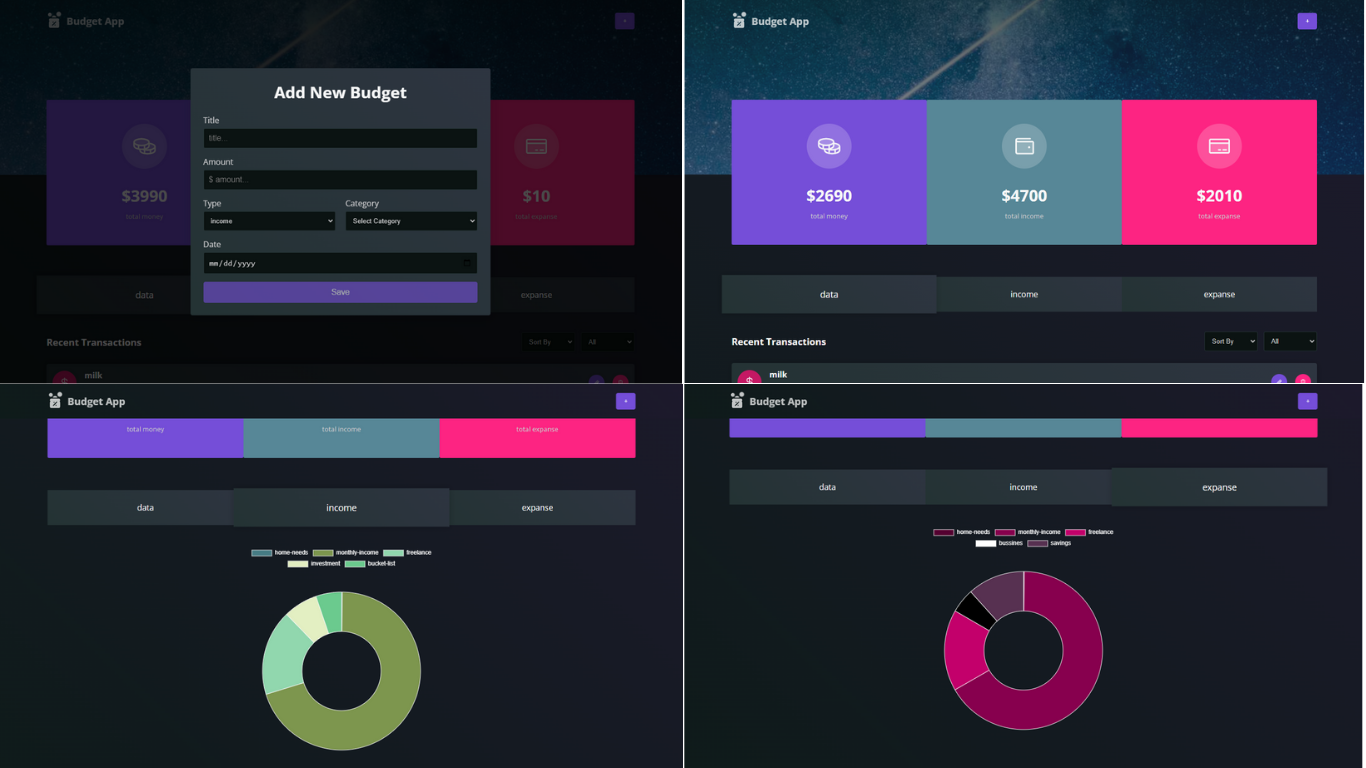 Budget App
+
Add New Budget
Title
title...
Amount
$ amount...
Type
Category
income
Select Category
Date
mm/dd/yyyy
Save
$3990
total money
$10
total expanse
data
expanse
Recent Transactions
Sort By
All
milk
Budget App
+
$2690
total money
$4700
total income
$2010
total expanse
data
income
expanse
Recent Transactions
Sort By
All
milk
Budget App
+
total money
total income
total expanse
data
income
expanse
home-needs
monthly-income
freelance
investment
bucket-list
Budget App
+
data
income
expanse
home-needs
monthly-income
freelance
bussines
savings